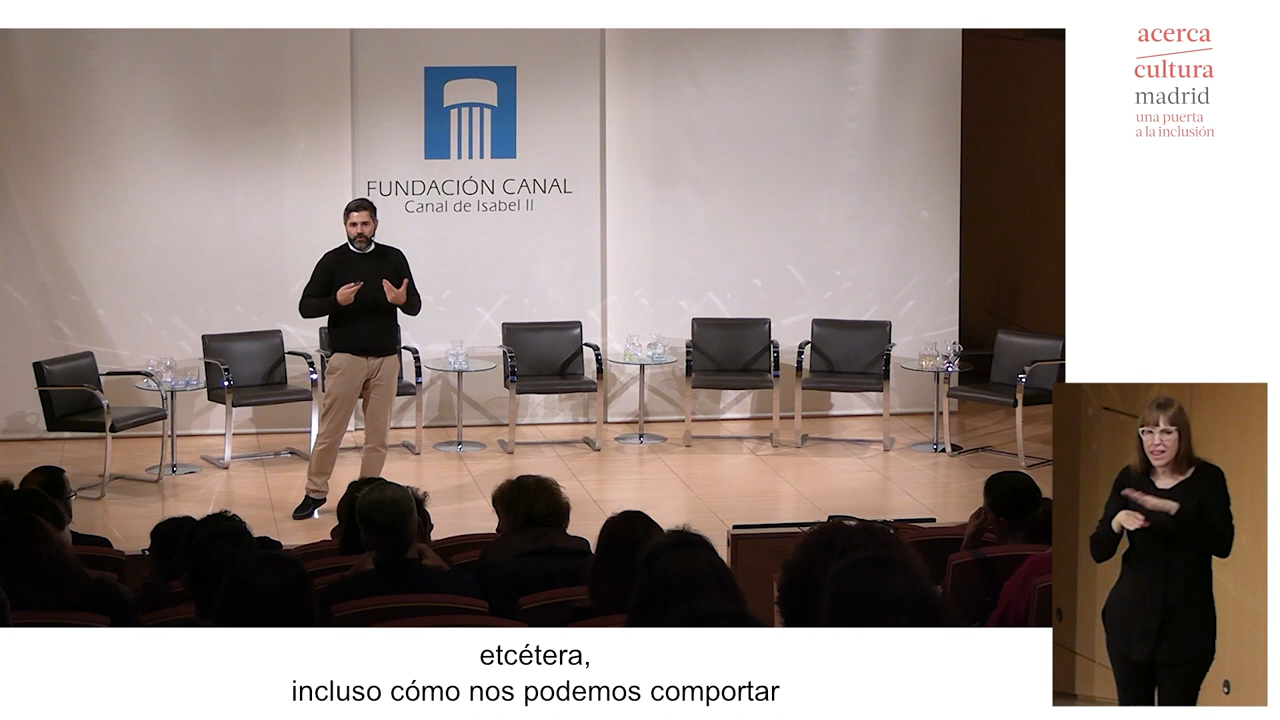 acerca
cultura
madrid
una puerta
a la inclusión
FUNDACIÓN CANAL
Canal de Isabel II
etcétera,
incluso cómo nos podemos comportar